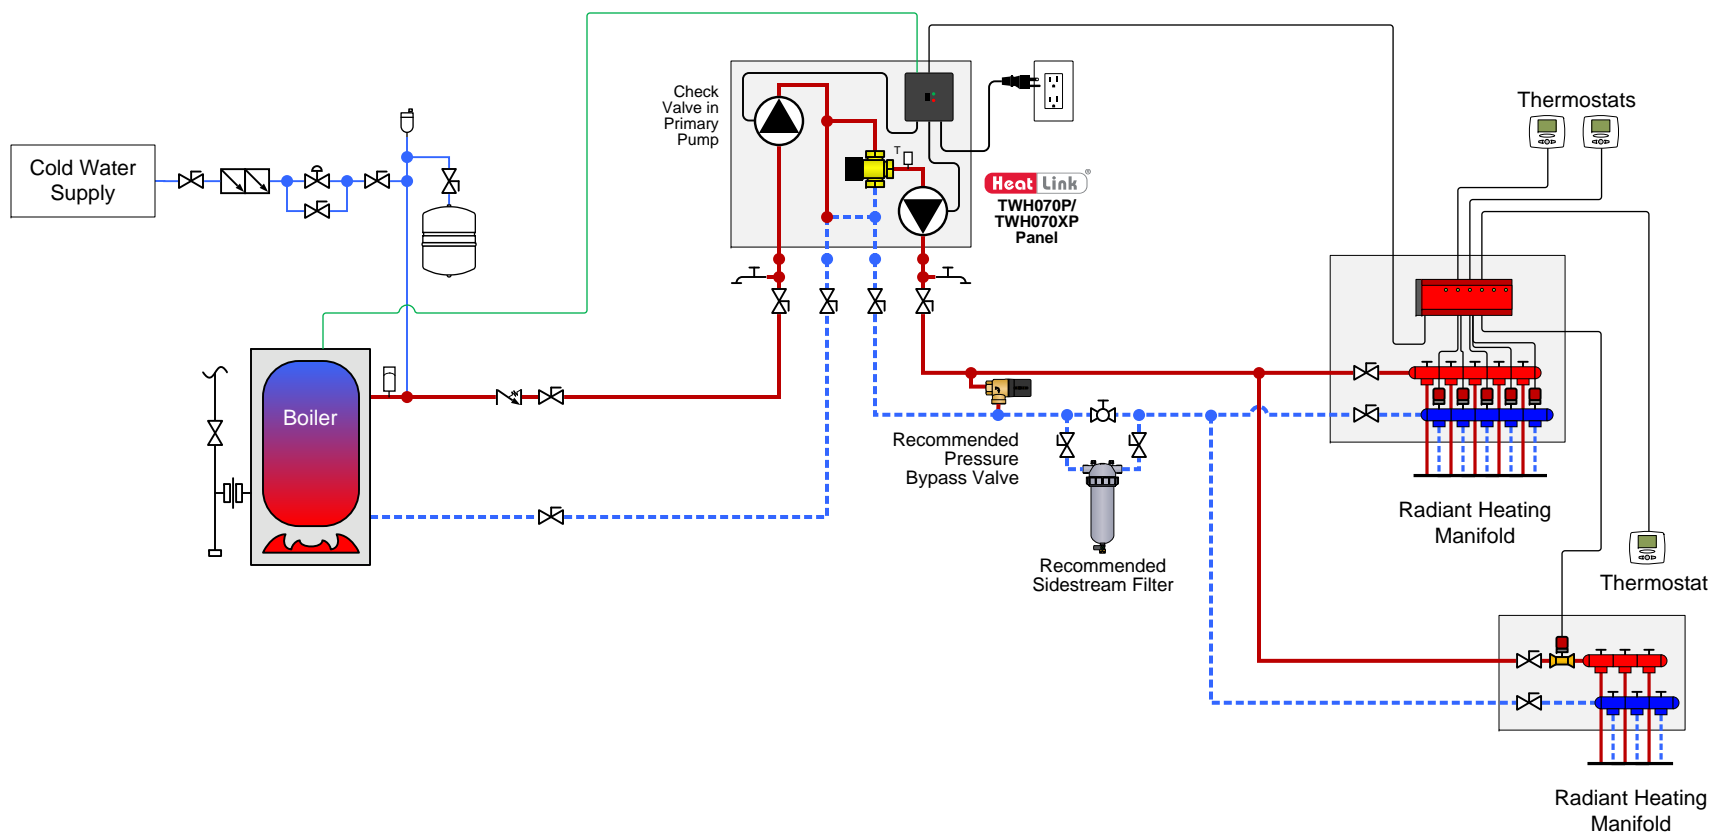 Cold Water
Supply
Check
Valve in
Primary
Pump
T
Heat Link®
TWH070P/
TWH070XP
Panel
Thermostats
Boiler
Recommended
Pressure
Bypass Valve
Recommended
Sidestream Filter
Radiant Heating
Manifold
Thermostat
Radiant Heating
Manifold